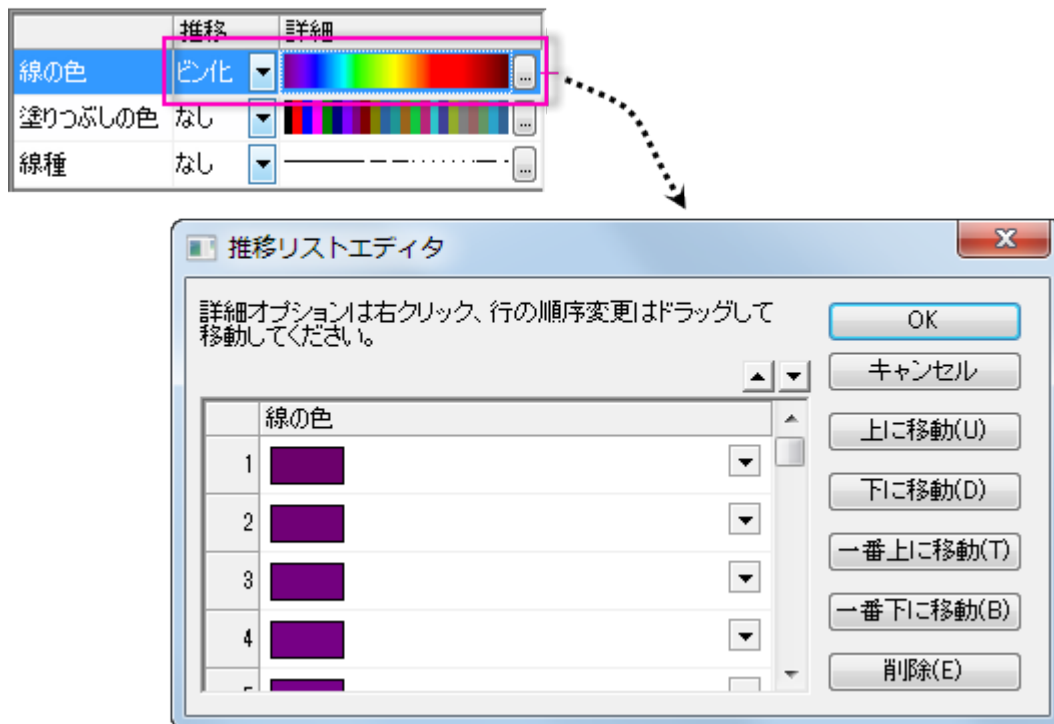 推移 詳細
線の色 ビン化 ...
塗りつぶしの色 なし ...
線種 なし ...
推移リストエディタ
詳細オプションは右クリック、行の順序変更はドラッグして
移動してください。
OK
キャンセル
上に移動(U)
下に移動(D)
一番上に移動(T)
一番下に移動(B)
削除(E)
線の色
1
2
3
4